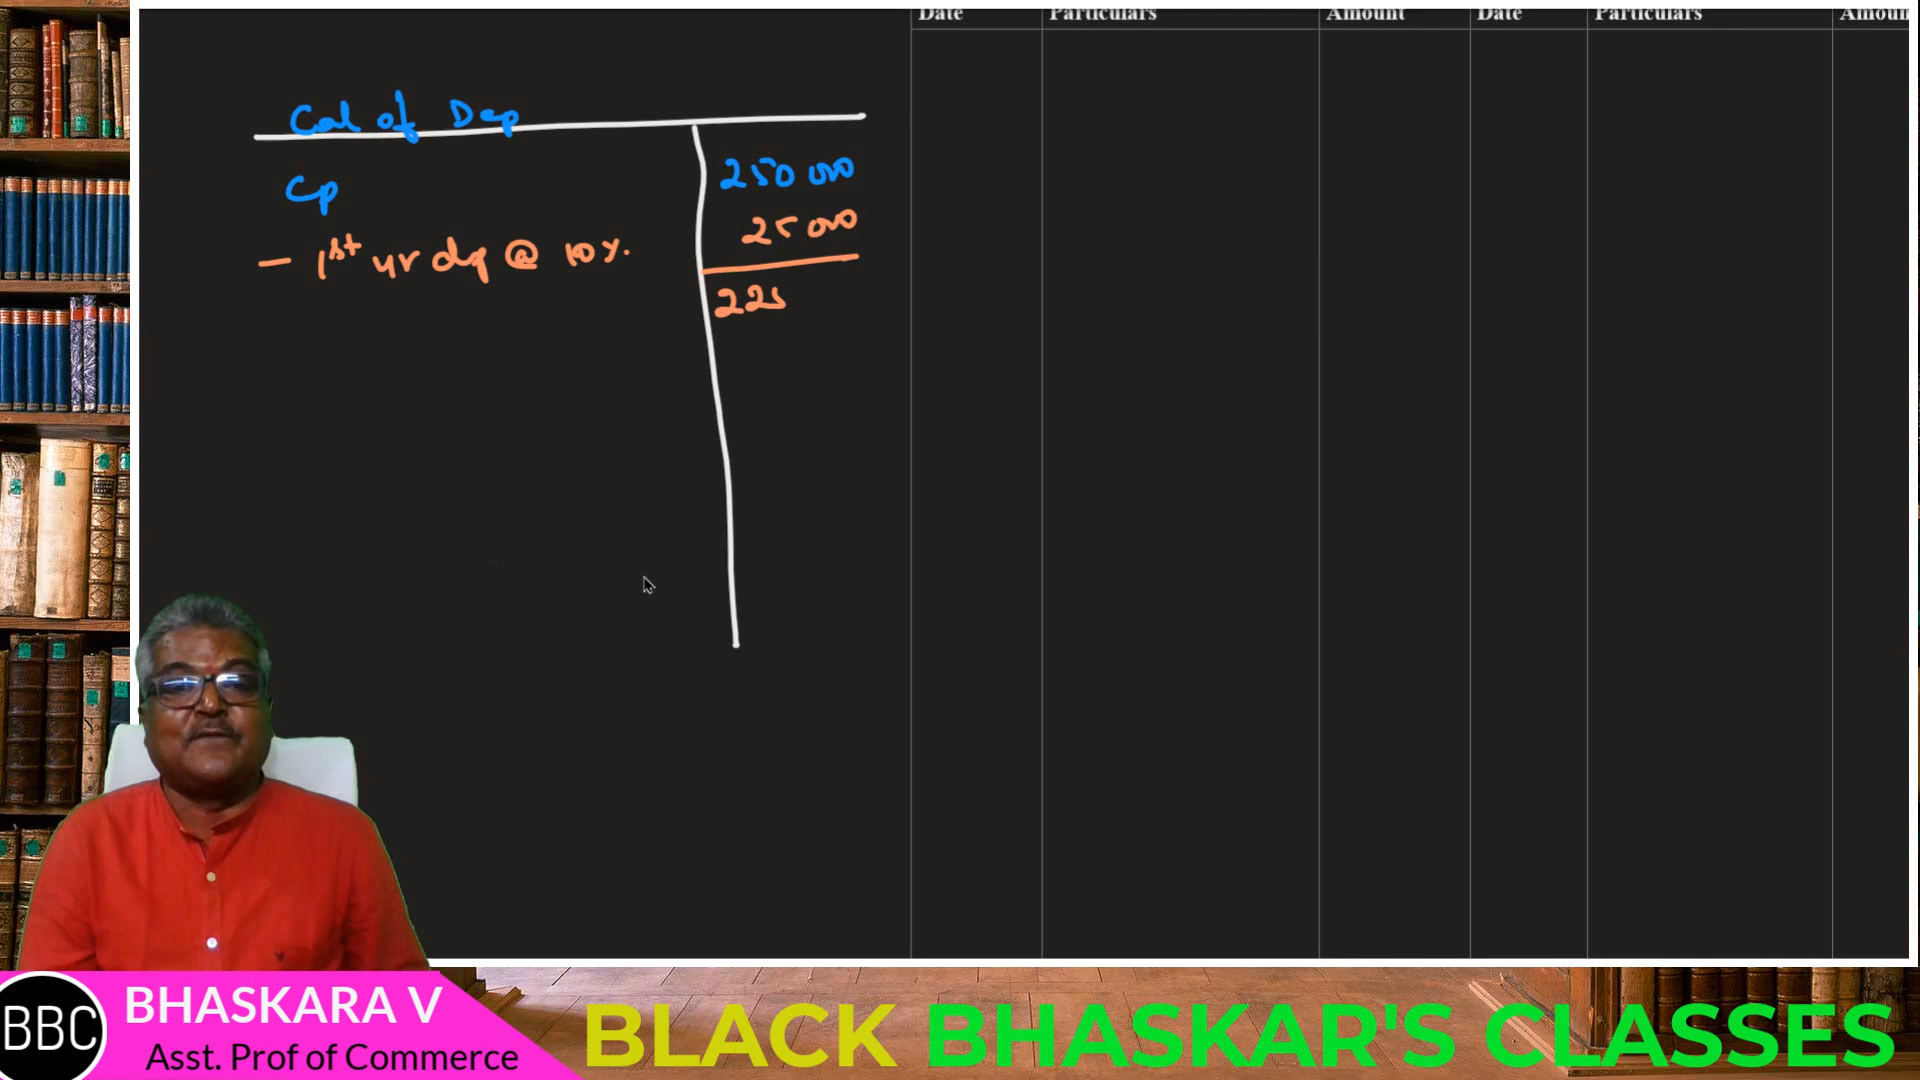 Date Particulars Amount Date Particulars Amoun
Cal of Dep
Cp 250 000
- 1st yr dep @ 10%. 25 000
225
BBC
BHASKARA V
Asst. Prof of Commerce
BLACK BHASKAR'S CLASSES